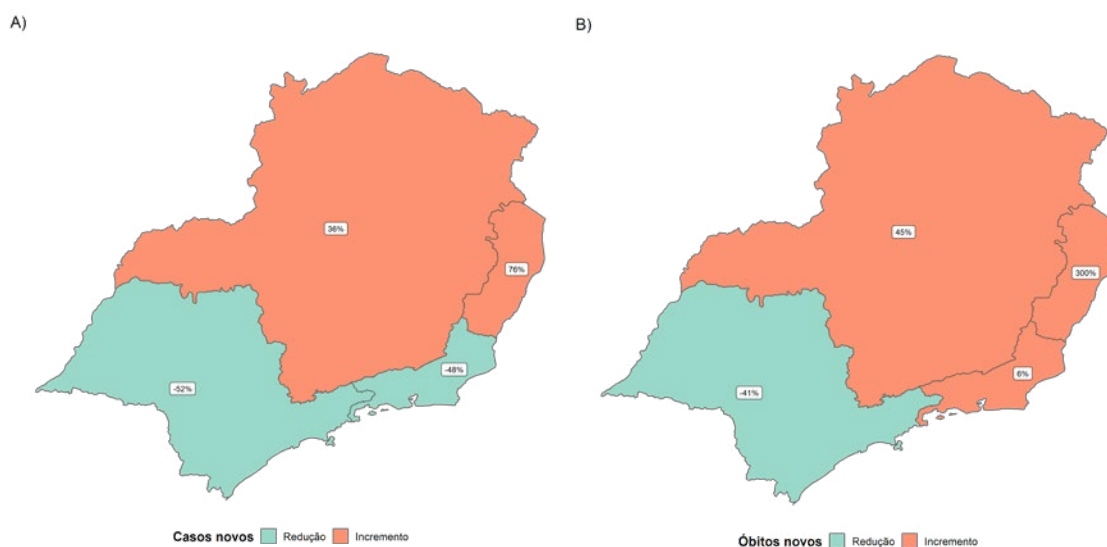 A)
36%
76%
-48%
-52%
Casos novos Redução Incremento
B)
45%
300%
6%
-41%
Óbitos novos Redução Incremento